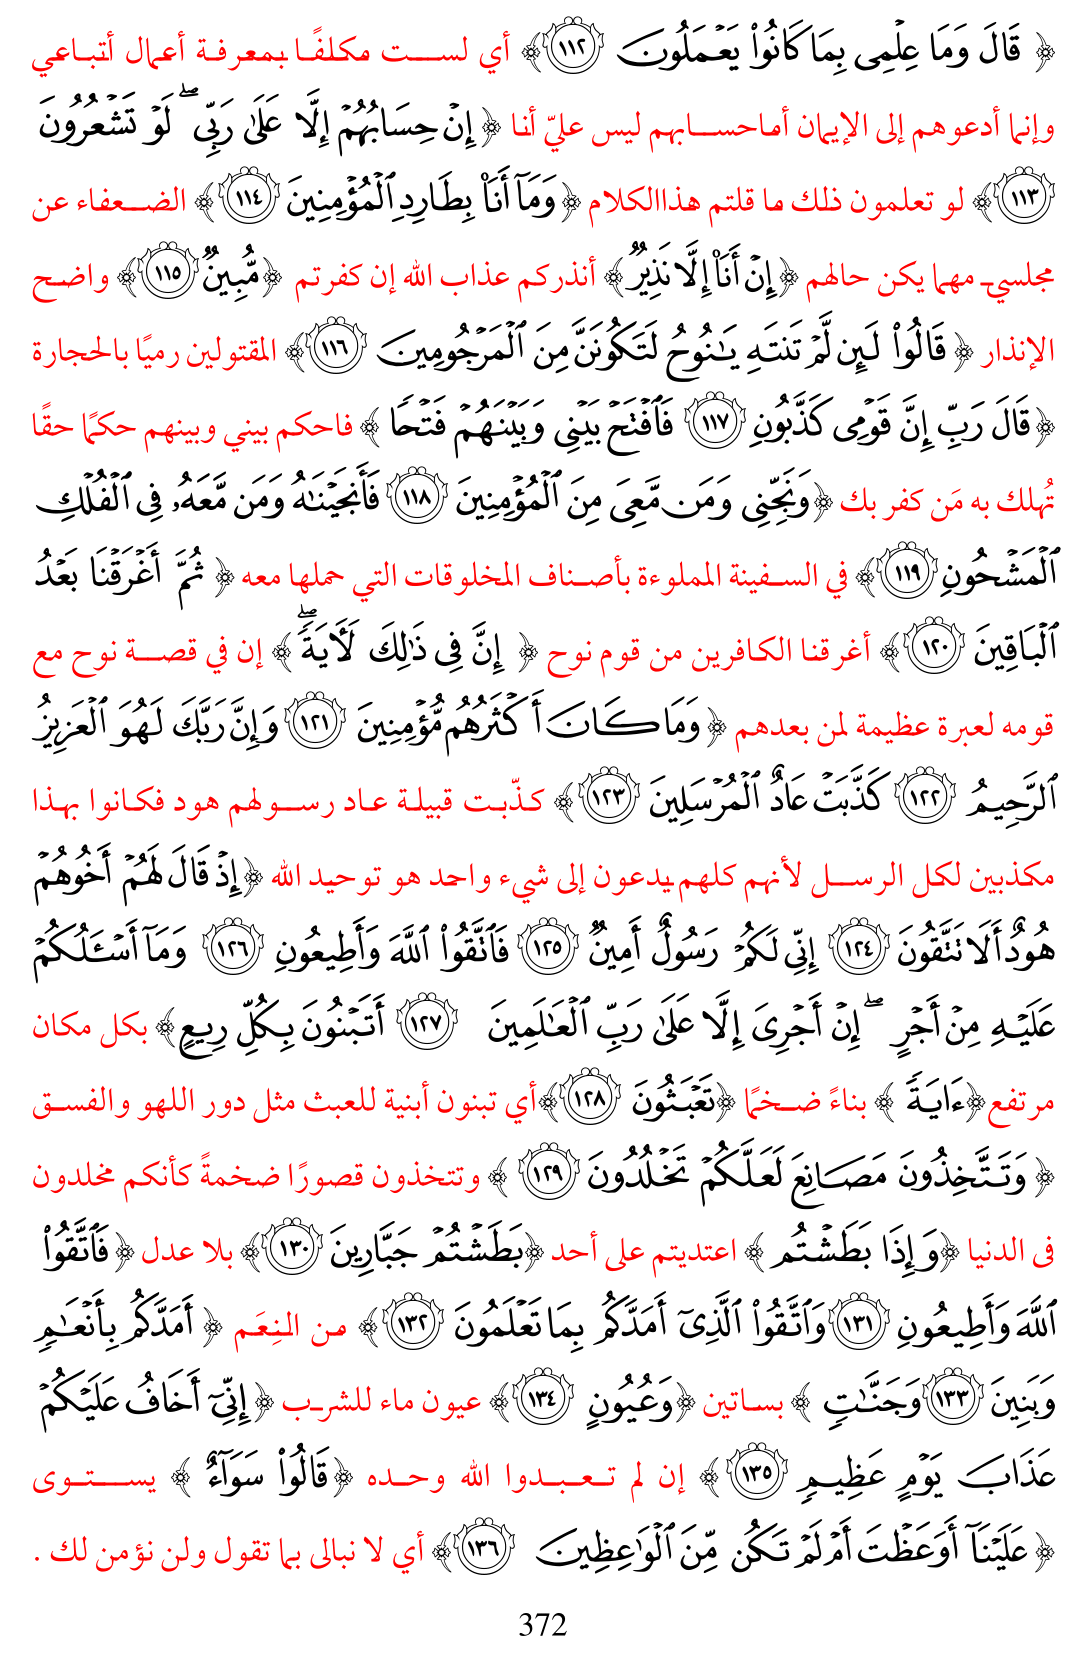 ﴿ قَالَ وَمَا عِلْمِى بِمَا كَانُوا۟ يَعْمَلُونَ ١١٢﴾ أي لست مكلفًا بمعرفة أعمال أتباعي
وإنما أدعوهم إلى الإيمان أماحسابهم ليس عليّ أنا ﴿ إِنْ حِسَابُهُمْ إِلَّا عَلَىٰ رَبِّى ۖ لَوْ تَشْعُرُونَ
١١٣﴾ لو تعلمون ذلك ما قلتم هذاالكلام ﴿وَمَآ أَنَا۠ بِطَارِدِ ٱلْمُؤْمِنِينَ ١١٤﴾ الضعفاء عن
مجلسي مهما يكن حالهم ﴿إِنْ أَنَا۠ إِلَّا نَذِيرٌ﴾ أنذركم عذاب الله إن كفرتم ﴿مُّبِينٌ ١١٥﴾ واضح
الإنذار ﴿ قَالُوا۟ لَئِن لَّمْ تَنتَهِ يَـٰنُوحُ لَتَكُونَنَّ مِنَ ٱلْمَرْجُومِينَ ١١٦﴾ المقتولين رميًا بالحجارة
﴿قَالَ رَبِّ إِنَّ قَوْمِى كَذَّبُونِ ١١٧ فَٱفْتَحْ بَيْنِى وَبَيْنَهُمْ فَتْحًا ﴾ فاحكم بيني وبينهم حكمًا حقًا
تُهلك به مَن كفر بك ﴿وَنَجِّنِى وَمَن مَّعِىَ مِنَ ٱلْمُؤْمِنِينَ ١١٨ فَأَنجَيْنَـٰهُ وَمَن مَّعَهُۥ فِى ٱلْفُلْكِ
ٱلْمَشْحُونِ ١١٩﴾ في السفينة المملوءة بأصناف المخلوقات التي حملها معه ﴿ ثُمَّ أَغْرَقْنَا بَعْدُ
ٱلْبَاقِينَ ١٢٠﴾ أغرقنا الكافرين من قوم نوح ﴿ إِنَّ فِى ذَٰلِكَ لَـَٔايَةً ۖ ﴾ إن في قصة نوح مع
قومه لعبرة عظيمة لمن بعدهم ﴿وَمَا كَانَ أَكْثَرُهُم مُّؤْمِنِينَ ١٢١ وَإِنَّ رَبَّكَ لَهُوَ ٱلْعَزِيزُ
ٱلرَّحِيمُ ١٢٢ كَذَّبَتْ عَادٌ ٱلْمُرْسَلِينَ ١٢٣﴾ كذّبت قبيلة عاد رسولهم هود فكانوا بهذا
مكذبين لكل الرسل لأنهم كلهم يدعون إلى شيء واحد هو توحيد الله ﴿إِذْ قَالَ لَهُمْ أَخُوهُمْ
هُودٌ أَلَا تَتَّقُونَ ١٢٤ إِنِّى لَكُمْ رَسُولٌ أَمِينٌ ١٢٥ فَٱتَّقُوا۟ ٱللَّهَ وَأَطِيعُونِ ١٢٦ وَمَآ أَسْـَٔلُكُمْ
عَلَيْهِ مِنْ أَجْرٍ ۖ إِنْ أَجْرِىَ إِلَّا عَلَىٰ رَبِّ ٱلْعَـٰلَمِينَ ١٢٧ أَتَبْنُونَ بِكُلِّ رِيعٍ﴾ بكل مكان
مرتفع ﴿ءَايَةً ﴾ بناءً ضخمًا ﴿تَعْبَثُونَ ١٢٨﴾أي تبنون أبنية للعبث مثل دور اللهو والفسق
﴿ وَتَتَّخِذُونَ مَصَانِعَ لَعَلَّكُمْ تَخْلُدُونَ ١٢٩ ﴾ وتتخذون قصورًا ضخمةً كأنكم مخلدون
فى الدنيا ﴿وَإِذَا بَطَشْتُم ﴾ اعتديتم على أحد ﴿بَطَشْتُمْ جَبَّارِينَ ١٣٠﴾ بلا عدل ﴿ فَٱتَّقُوا۟
ٱللَّهَ وَأَطِيعُونِ ١٣١ وَٱتَّقُوا۟ ٱلَّذِىٓ أَمَدَّكُم بِمَا تَعْلَمُونَ ١٣٢﴾ من النِعَم ﴿ أَمَدَّكُم بِأَنْعَـٰمٍ
وَبَنِينَ ١٣٣ وَجَنَّـٰتٍ ﴾ بساتين ﴿وَعُيُونٍ ١٣٤﴾ عيون ماء للشرب ﴿ إِنِّىٓ أَخَافُ عَلَيْكُمْ
عَذَابَ يَوْمٍ عَظِيمٍ ١٣٥﴾ إن لم تعبدوا الله وحده ﴿قَالُوا۟ سَوَآءٌ ﴾ يستوى
﴿ عَلَيْنَآ أَوَعَظْتَ أَمْ لَمْ تَكُن مِّنَ ٱلْوَٰعِظِينَ ١٣٦﴾ أي لا نبالى بما تقول ولن نؤمن لك .
372